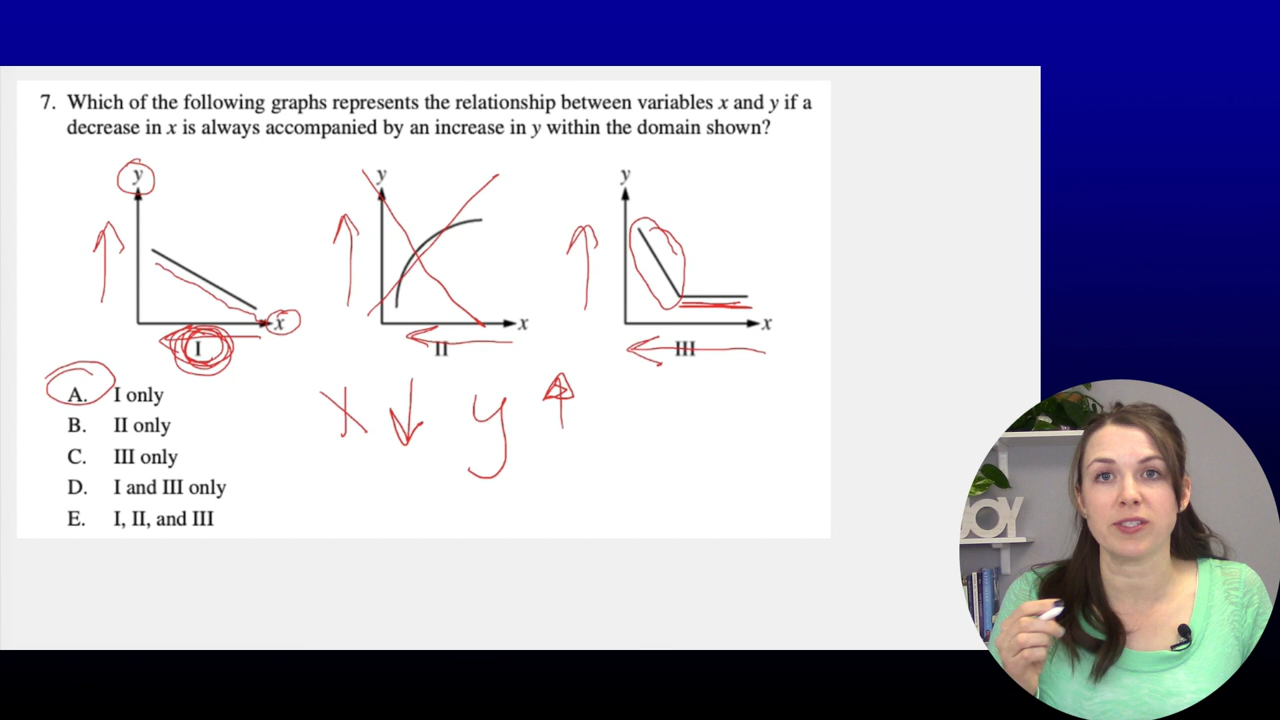 7. Which of the following graphs represents the relationship between variables x and y if a
decrease in x is always accompanied by an increase in y within the domain shown?
y
y
y
x
x
x
I
II
III
x ↓ y ↑
A. I only
B. II only
C. III only
D. I and III only
E. I, II, and III
JOY